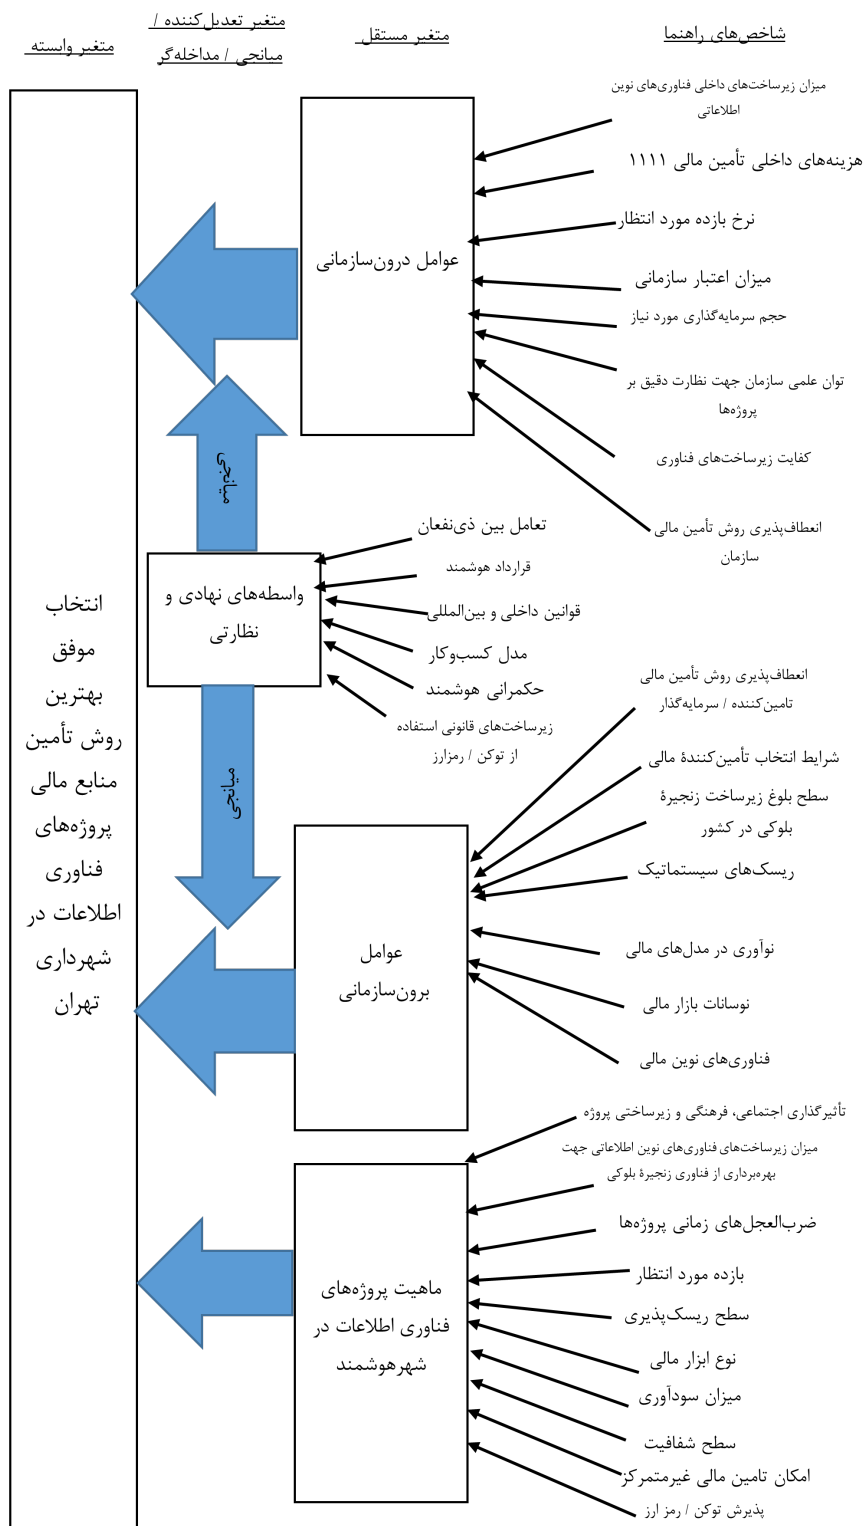 شاخص‌های راهنما
متغیر مستقل
متغیر تعدیل‌کننده /
میانجی / مداخله‌گر
متغیر وابسته
میزان زیرساخت‌های داخلی فناوری‌های نوین
اطلاعاتی
هزینه‌های داخلی تأمین مالی ۱۱۱۱
نرخ بازده مورد انتظار
میزان اعتبار سازمانی
حجم سرمایه‌گذاری مورد نیاز
توان علمی سازمان جهت نظارت دقیق بر
پروژه‌ها
کفایت زیرساخت‌های فناوری
انعطاف‌پذیری روش تأمین مالی
سازمان
عوامل درون‌سازمانی
میانجی
تعامل بین ذی‌نفعان
قرارداد هوشمند
قوانین داخلی و بین‌المللی
مدل کسب‌وکار
حکمرانی هوشمند
زیرساخت‌های قانونی استفاده
از توکن / رمزارز
واسطه‌های نهادی و
نظارتی
میانجی
انعطاف‌پذیری روش تأمین مالی
تامین‌کننده / سرمایه‌گذار
شرایط انتخاب تأمین‌کنندۀ مالی
سطح بلوغ زیرساخت زنجیرۀ
بلوکی در کشور
ریسک‌های سیستماتیک
نوآوری در مدل‌های مالی
نوسانات بازار مالی
فناوری‌های نوین مالی
عوامل
برون‌سازمانی
تأثیرگذاری اجتماعی، فرهنگی و زیرساختی پروژه
میزان زیرساخت‌های فناوری‌های نوین اطلاعاتی جهت
بهره‌برداری از فناوری زنجیرۀ بلوکی
ضرب‌العجل‌های زمانی پروژه‌ها
بازده مورد انتظار
سطح ریسک‌پذیری
نوع ابزار مالی
میزان سودآوری
سطح شفافیت
امکان تامین مالی غیرمتمرکز
پذیرش توکن / رمز ارز
ماهیت پروژه‌های
فناوری اطلاعات در
شهرهوشمند
انتخاب
موفق
بهترین
روش تأمین
منابع مالی
پروژه‌های
فناوری
اطلاعات در
شهرداری
تهران